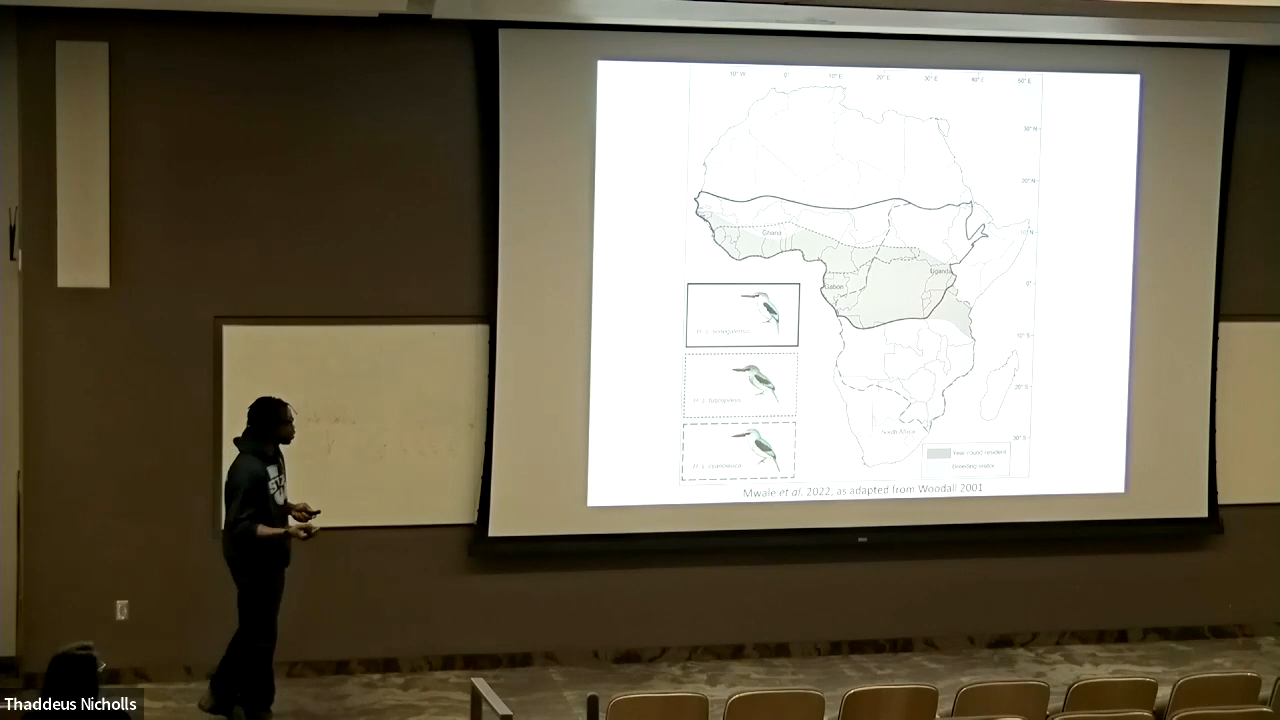 10° W 0° 10° E 20° E 30° E 40° E 50° E
30° N
20° N
10° N
Ghana
Uganda
0°
Gabon
10° S
H. l. senegalensis
20° S
H. l. fuscopileus
South Africa
30° S
Year round resident
H. l. cyanoleuca
Breeding visitor
Mwale et al. 2022, as adapted from Woodall 2001
Thaddeus Nicholls